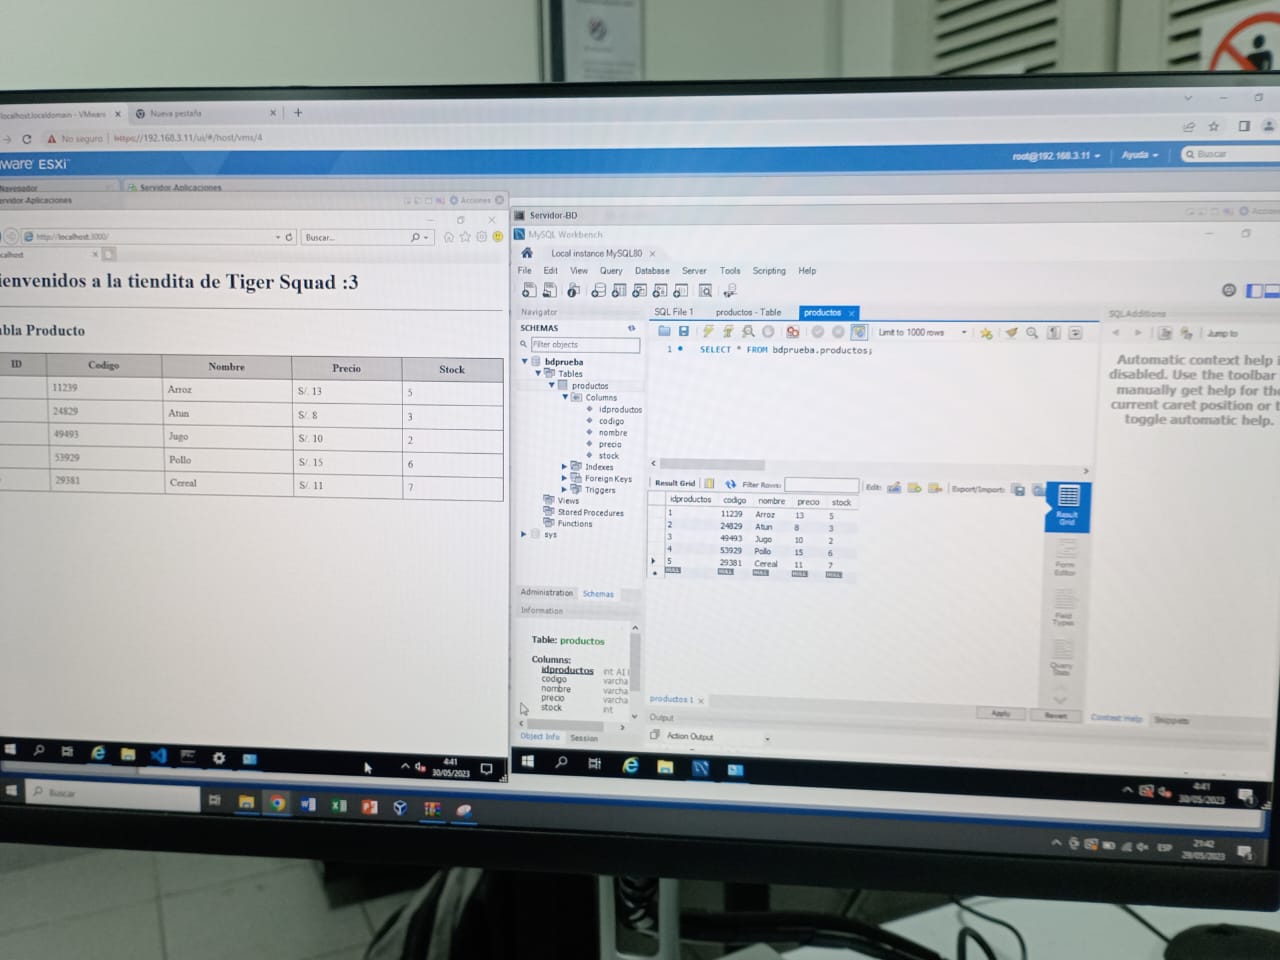 localhost.localdomain - VMware
Nueva pestaña
No seguro https://192.168.3.11/ui/#/host/vms/4
ware ESXi
root@192.168.3.11
Ayuda
Buscar
Navegador
Servidor-Aplicaciones
ervidor-Aplicaciones
Acciones
http://localhost:3000/
Buscar...
calhost
ienvenidos a la tiendita de Tiger Squad :3
abla Producto
ID Codigo Nombre Precio Stock
11239 Arroz S/. 13 5
24829 Atun S/. 8 3
49493 Jugo S/. 10 2
53929 Pollo S/. 15 6
29381 Cereal S/. 11 7
4:41
30/05/2023
Servidor-BD
Accion
MySQL Workbench
Local instance MySQL80
File Edit View Query Database Server Tools Scripting Help
Navigator
SCHEMAS
Filter objects
bdprueba
Tables
productos
Columns
idproductos
codigo
nombre
precio
stock
Indexes
Foreign Keys
Triggers
Views
Stored Procedures
Functions
sys
Administration Schemas
Information
Table: productos
Columns:
idproductos int AI
codigo varcha
nombre varcha
precio varcha
stock int
Object Info Session
SQL File 1 productos - Table productos
Limit to 1000 rows
1 SELECT * FROM bdprueba.productos;
Result Grid Filter Rows: Edit: Export/Import:
idproductos codigo nombre precio stock
1 11239 Arroz 13 5
2 24829 Atun 8 3
3 49493 Jugo 10 2
4 53929 Pollo 15 6
5 29381 Cereal 11 7
NULL NULL NULL NULL NULL
Result
Grid
Form
Editor
Field
Types
Query
Stats
productos 1
Apply Revert
Output
Action Output
SQLAdditions
Jump to
Automatic context help i
disabled. Use the toolbar
manually get help for the
current caret position or t
toggle automatic help.
Context Help Snippets
4:41
30/05/2023
Buscar
ESP
21:42
29/05/2023